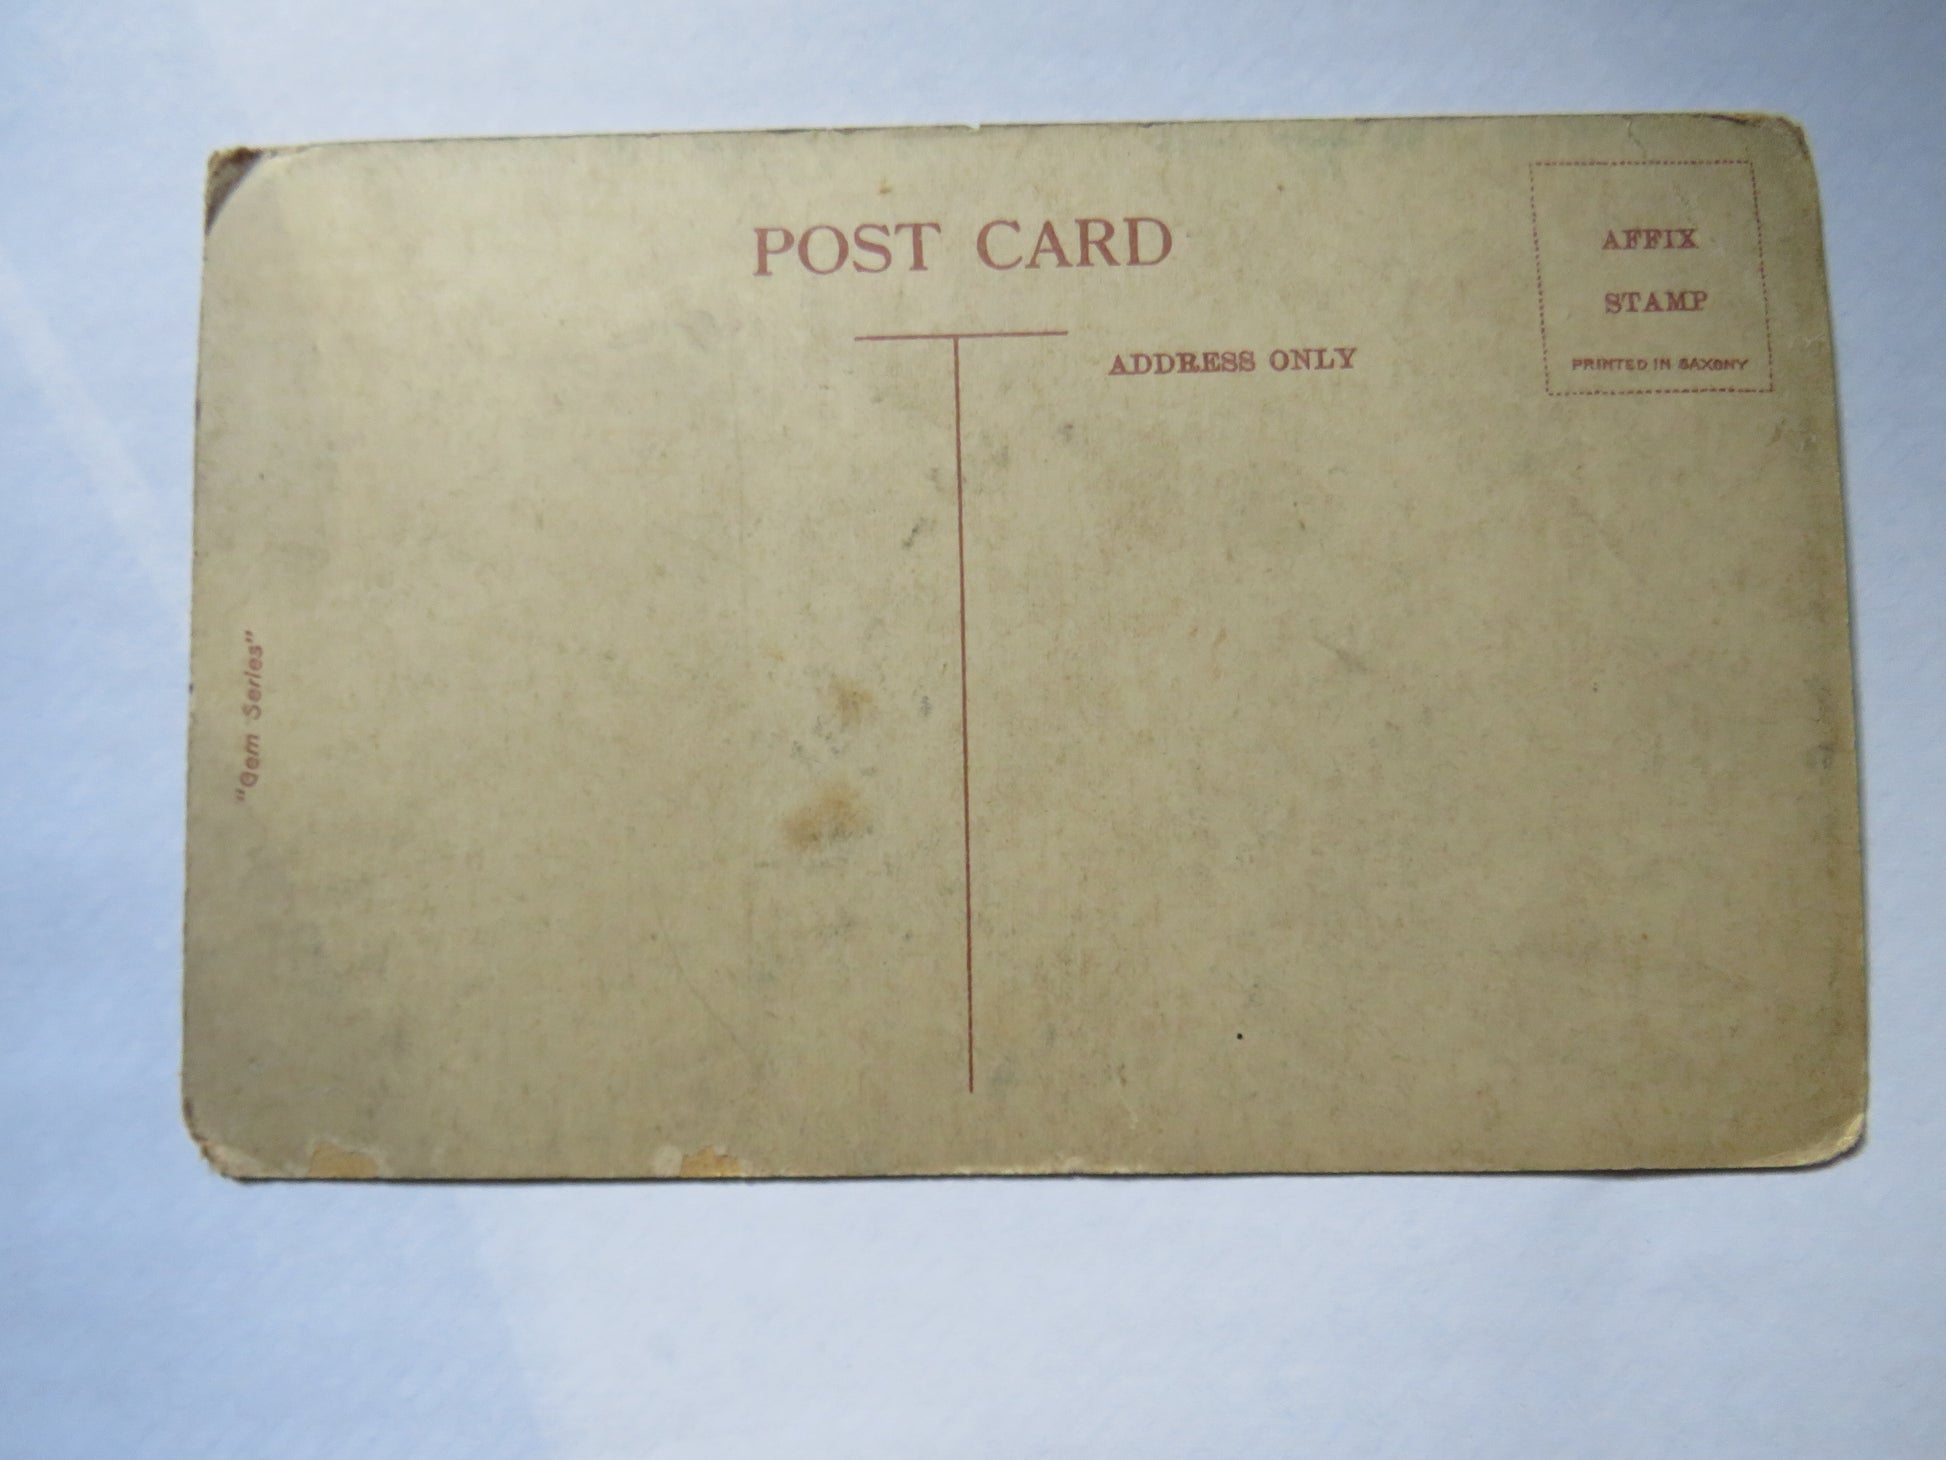 POST CARD
AFFIX
STAMP
PRINTED IN SAXONY
ADDRESS ONLY
"Gem Series"